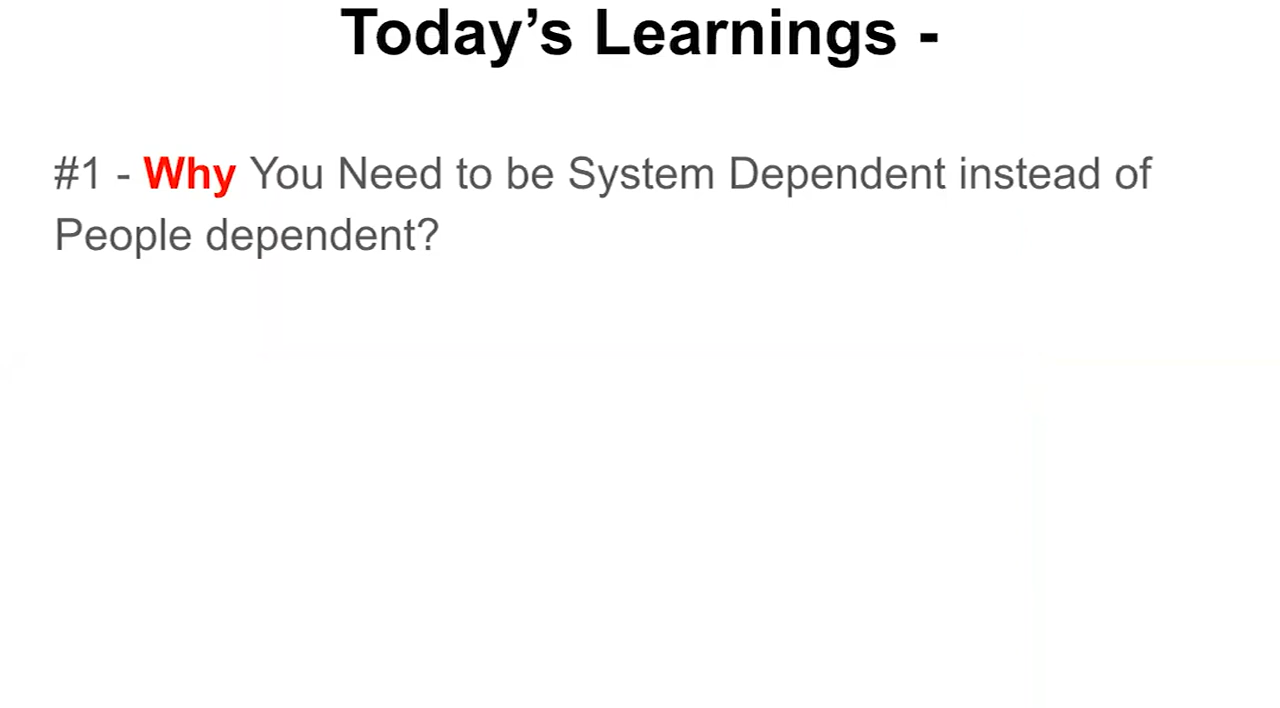 Today’s Learnings -
#1 - Why You Need to be System Dependent instead of
People dependent?